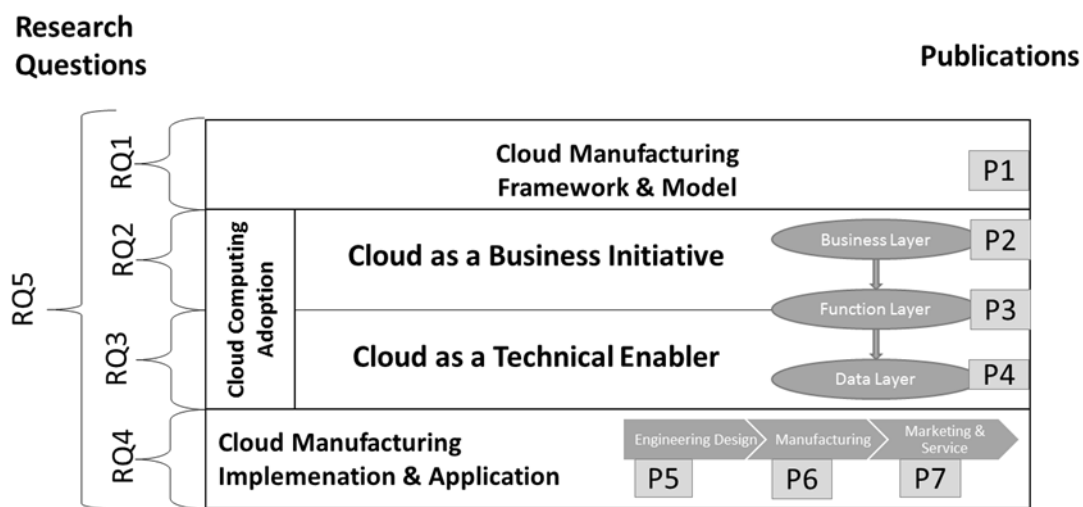 Research
Questions
Publications
RQ5
RQ1
Cloud Manufacturing
Framework & Model
P1
RQ2
Cloud Computing
Adoption
Cloud as a Business Initiative
Business Layer
P2
Function Layer
P3
RQ3
Cloud as a Technical Enabler
Data Layer
P4
RQ4
Cloud Manufacturing
Implemenation & Application
Engineering Design
Manufacturing
Marketing &
Service
P5
P6
P7